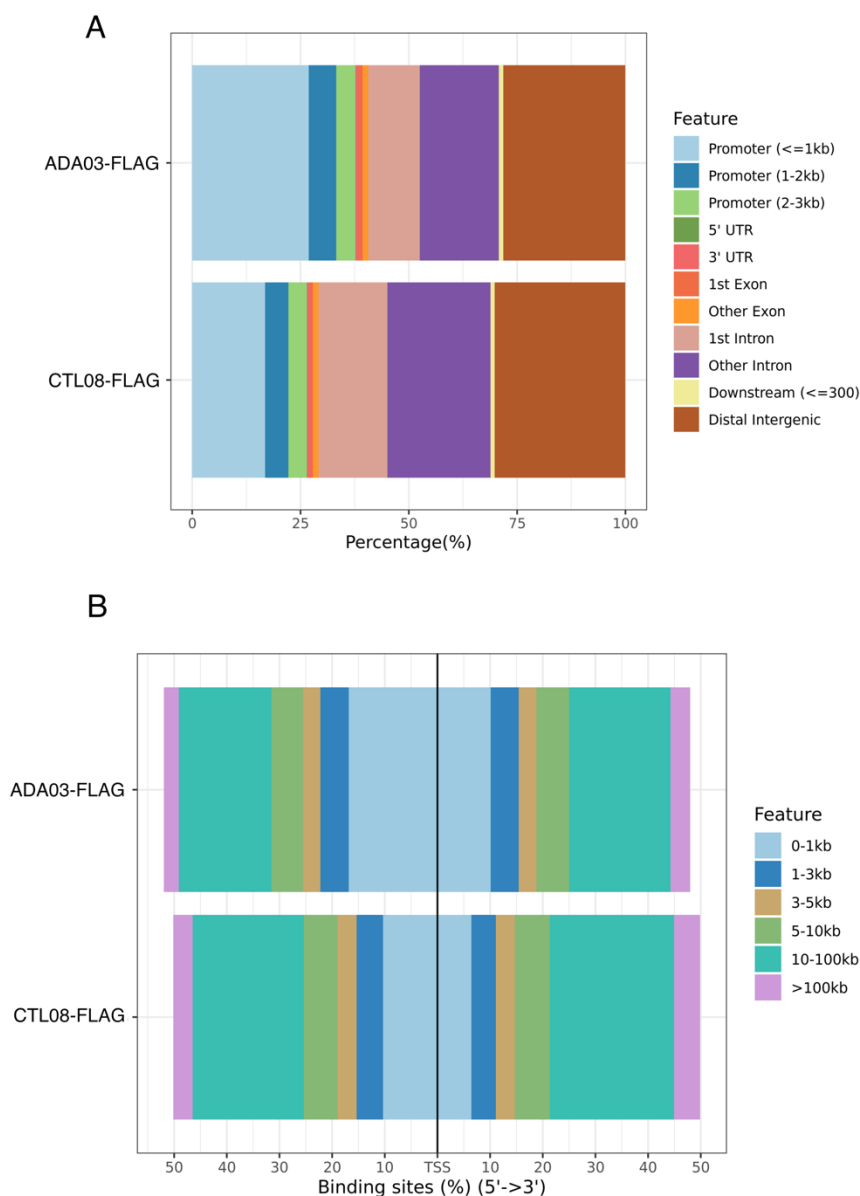 A
ADA03-FLAG
CTL08-FLAG
0 25 50 75 100
Percentage(%)
Feature
Promoter (<=1kb)
Promoter (1-2kb)
Promoter (2-3kb)
5' UTR
3' UTR
1st Exon
Other Exon
1st Intron
Other Intron
Downstream (<=300)
Distal Intergenic
B
ADA03-FLAG
CTL08-FLAG
50 40 30 20 10 TSS 10 20 30 40 50
Binding sites (%) (5'->3')
Feature
0-1kb
1-3kb
3-5kb
5-10kb
10-100kb
>100kb